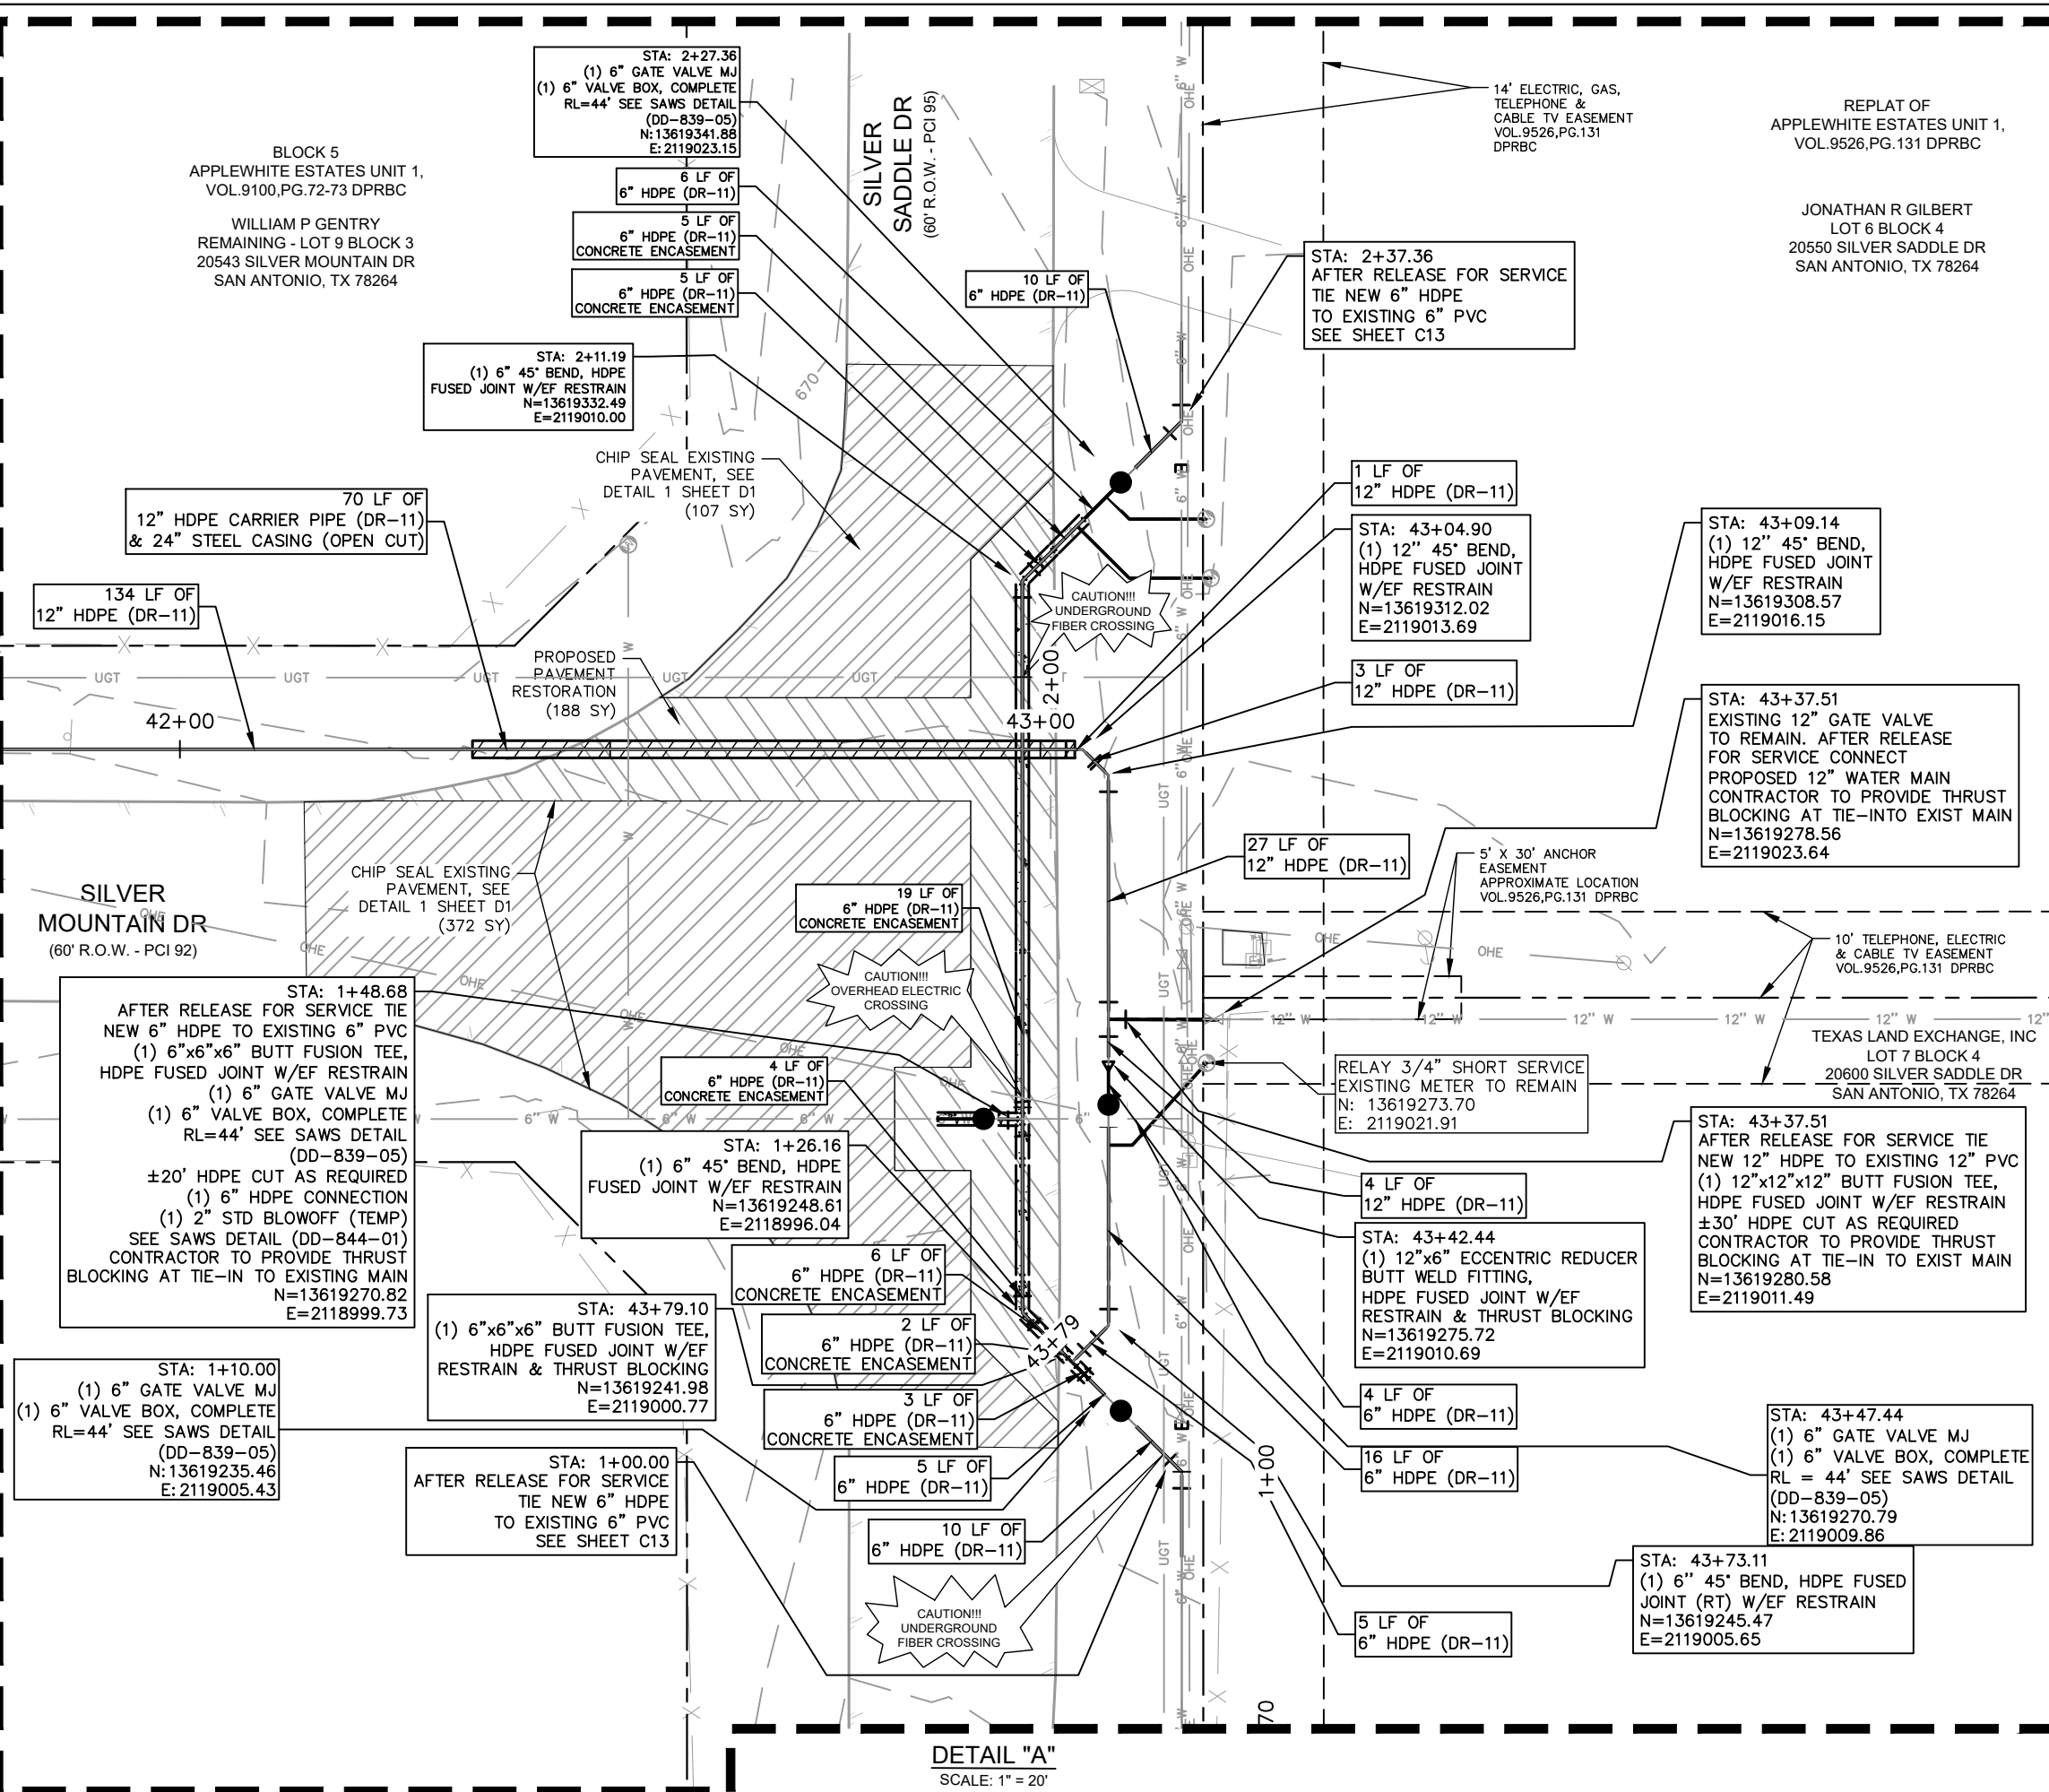 STA: 2+27.36
(1) 6" GATE VALVE MJ
(1) 6" VALVE BOX, COMPLETE
RL=44' SEE SAWS DETAIL
(DD-839-05)
N:13619341.88
E:2119023.15
6 LF OF
6" HDPE (DR-11)
5 LF OF
6" HDPE (DR-11)
CONCRETE ENCASEMENT
5 LF OF
6" HDPE (DR-11)
CONCRETE ENCASEMENT
STA: 2+11.19
(1) 6" 45° BEND, HDPE
FUSED JOINT W/EF RESTRAIN
N=13619332.49
E=2119010.00
BLOCK 5
APPLEWHITE ESTATES UNIT 1,
VOL.9100,PG.72-73 DPRBC
WILLIAM P GENTRY
REMAINING - LOT 9 BLOCK 3
20543 SILVER MOUNTAIN DR
SAN ANTONIO, TX 78264
SILVER
SADDLE DR
(60' R.O.W. - PCI 95)
14' ELECTRIC, GAS,
TELEPHONE &
CABLE TV EASEMENT
VOL.9526,PG.131
DPRBC
REPLAT OF
APPLEWHITE ESTATES UNIT 1,
VOL.9526,PG.131 DPRBC
JONATHAN R GILBERT
LOT 6 BLOCK 4
20550 SILVER SADDLE DR
SAN ANTONIO, TX 78264
10 LF OF
6" HDPE (DR-11)
STA: 2+37.36
AFTER RELEASE FOR SERVICE
TIE NEW 6" HDPE
TO EXISTING 6" PVC
SEE SHEET C13
670
CHIP SEAL EXISTING
PAVEMENT, SEE
DETAIL 1 SHEET D1
(107 SY)
70 LF OF
12" HDPE CARRIER PIPE (DR-11)
& 24" STEEL CASING (OPEN CUT)
134 LF OF
12" HDPE (DR-11)
PROPOSED
PAVEMENT
RESTORATION
(188 SY)
CAUTION!!!
UNDERGROUND
FIBER CROSSING
1 LF OF
12" HDPE (DR-11)
STA: 43+04.90
(1) 12" 45° BEND,
HDPE FUSED JOINT
W/EF RESTRAIN
N=13619312.02
E=2119013.69
3 LF OF
12" HDPE (DR-11)
STA: 43+09.14
(1) 12" 45° BEND,
HDPE FUSED JOINT
W/EF RESTRAIN
N=13619308.57
E=2119016.15
STA: 43+37.51
EXISTING 12" GATE VALVE
TO REMAIN. AFTER RELEASE
FOR SERVICE CONNECT
PROPOSED 12" WATER MAIN
CONTRACTOR TO PROVIDE THRUST
BLOCKING AT TIE-INTO EXIST MAIN
N=13619278.56
E=2119023.64
UGT UGT UGT UGT UGT
42+00
43+00
2+00
27 LF OF
12" HDPE (DR-11)
5' X 30' ANCHOR
EASEMENT
APPROXIMATE LOCATION
VOL.9526,PG.131 DPRBC
10' TELEPHONE, ELECTRIC
& CABLE TV EASEMENT
VOL.9526,PG.131 DPRBC
SILVER
MOUNTAIN DR
(60' R.O.W. - PCI 92)
CHIP SEAL EXISTING
PAVEMENT, SEE
DETAIL 1 SHEET D1
(372 SY)
19 LF OF
6" HDPE (DR-11)
CONCRETE ENCASEMENT
CAUTION!!!
OVERHEAD ELECTRIC
CROSSING
OHE OHE OHE OHE OHE OHE
OHE OHE
12" W 12" W 12" W 12" W 12" W 12"
STA: 1+48.68
AFTER RELEASE FOR SERVICE TIE
NEW 6" HDPE TO EXISTING 6" PVC
(1) 6"x6"x6" BUTT FUSION TEE,
HDPE FUSED JOINT W/EF RESTRAIN
(1) 6" GATE VALVE MJ
(1) 6" VALVE BOX, COMPLETE
RL=44' SEE SAWS DETAIL
(DD-839-05)
±20' HDPE CUT AS REQUIRED
(1) 6" HDPE CONNECTION
(1) 2" STD BLOWOFF (TEMP)
SEE SAWS DETAIL (DD-844-01)
CONTRACTOR TO PROVIDE THRUST
BLOCKING AT TIE-IN TO EXISTING MAIN
N=13619270.82
E=2118999.73
4 LF OF
6" HDPE (DR-11)
CONCRETE ENCASEMENT
6" W 6" W 6" W 6"
TEXAS LAND EXCHANGE, INC
LOT 7 BLOCK 4
20600 SILVER SADDLE DR
SAN ANTONIO, TX 78264
RELAY 3/4" SHORT SERVICE
EXISTING METER TO REMAIN
N: 13619273.70
E: 2119021.91
STA: 1+26.16
(1) 6" 45° BEND, HDPE
FUSED JOINT W/EF RESTRAIN
N=13619248.61
E=2118996.04
STA: 43+37.51
AFTER RELEASE FOR SERVICE TIE
NEW 12" HDPE TO EXISTING 12" PVC
(1) 12"x12"x12" BUTT FUSION TEE,
HDPE FUSED JOINT W/EF RESTRAIN
±30' HDPE CUT AS REQUIRED
CONTRACTOR TO PROVIDE THRUST
BLOCKING AT TIE-IN TO EXIST MAIN
N=13619280.58
E=2119011.49
4 LF OF
12" HDPE (DR-11)
STA: 43+42.44
(1) 12"x6" ECCENTRIC REDUCER
BUTT WELD FITTING,
HDPE FUSED JOINT W/EF
RESTRAIN & THRUST BLOCKING
N=13619275.72
E=2119010.69
6 LF OF
6" HDPE (DR-11)
CONCRETE ENCASEMENT
STA: 43+79.10
(1) 6"x6"x6" BUTT FUSION TEE,
HDPE FUSED JOINT W/EF
RESTRAIN & THRUST BLOCKING
N=13619241.98
E=2119000.77
2 LF OF
6" HDPE (DR-11)
CONCRETE ENCASEMENT
43+79
STA: 1+10.00
(1) 6" GATE VALVE MJ
(1) 6" VALVE BOX, COMPLETE
RL=44' SEE SAWS DETAIL
(DD-839-05)
N:13619235.46
E:2119005.43
3 LF OF
6" HDPE (DR-11)
CONCRETE ENCASEMENT
4 LF OF
6" HDPE (DR-11)
STA: 43+47.44
(1) 6" GATE VALVE MJ
(1) 6" VALVE BOX, COMPLETE
RL = 44' SEE SAWS DETAIL
(DD-839-05)
N:13619270.79
E:2119009.86
STA: 1+00.00
AFTER RELEASE FOR SERVICE
TIE NEW 6" HDPE
TO EXISTING 6" PVC
SEE SHEET C13
5 LF OF
6" HDPE (DR-11)
16 LF OF
6" HDPE (DR-11)
1+00
10 LF OF
6" HDPE (DR-11)
STA: 43+73.11
(1) 6" 45° BEND, HDPE FUSED
JOINT (RT) W/EF RESTRAIN
N=13619245.47
E=2119005.65
CAUTION!!!
UNDERGROUND
FIBER CROSSING
5 LF OF
6" HDPE (DR-11)
70
DETAIL "A"
SCALE: 1" = 20'